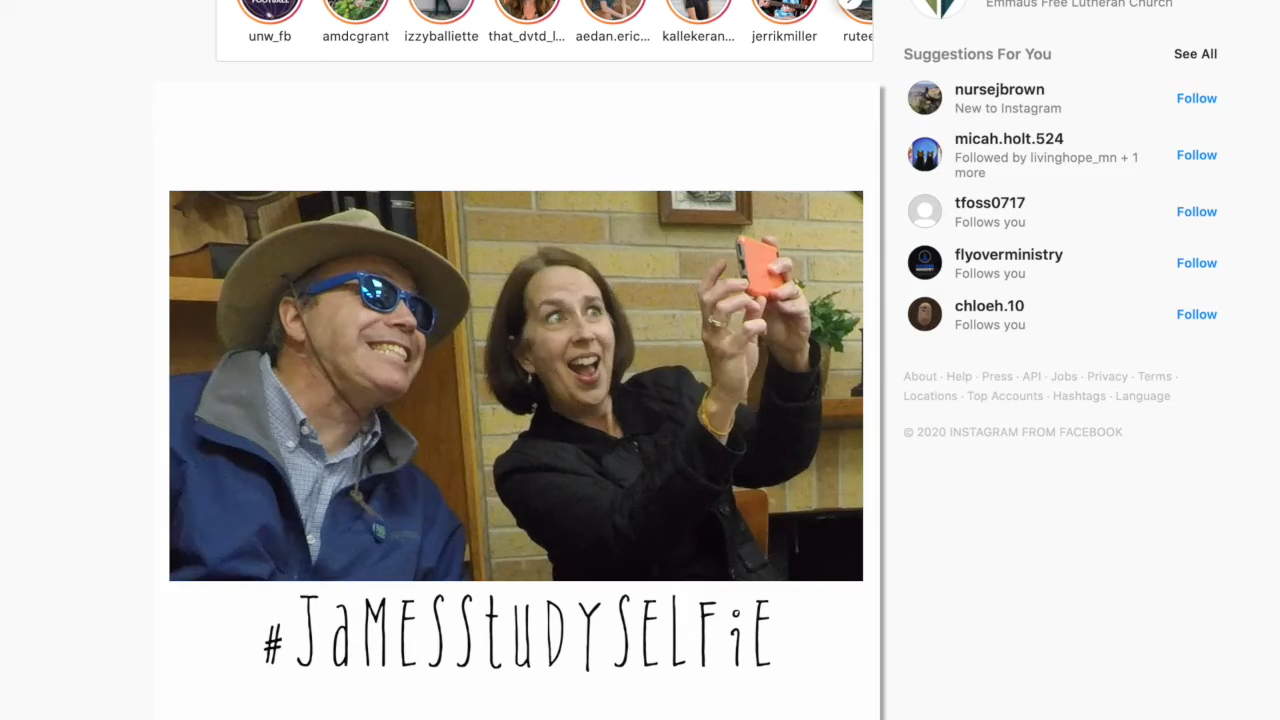 unw_fb
amdcgrant
izzyballiette
that_dvtd_l...
aedan.eric...
kallekeran...
jerrikmiller
rutee
Emmaus Free Lutheran Church
Suggestions For You
See All
nursejbrown
New to Instagram
Follow
micah.holt.524
Followed by livinghope_mn + 1
more
Follow
tfoss0717
Follows you
Follow
flyoverministry
Follows you
Follow
chloeh.10
Follows you
Follow
About · Help · Press · API · Jobs · Privacy · Terms ·
Locations · Top Accounts · Hashtags · Language
© 2020 INSTAGRAM FROM FACEBOOK
#JaMESStuDYSELFiE